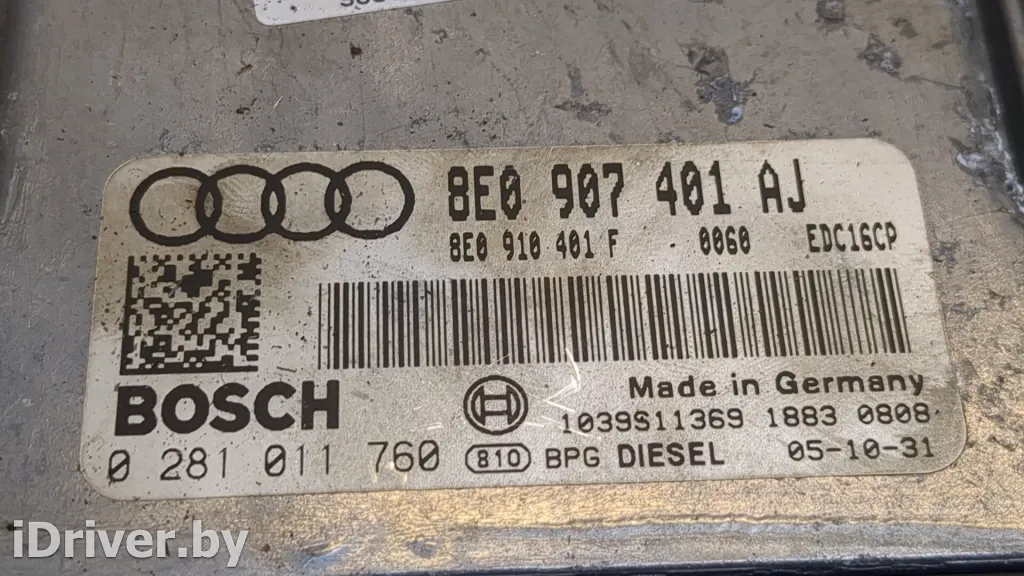 8E0 907 401 AJ
8E0 910 401 F 0060 EDC16CP
BOSCH
Made in Germany
1039S11369 1883 0808
0 281 011 760 810 BPG DIESEL 05-10-31
iDriver.by